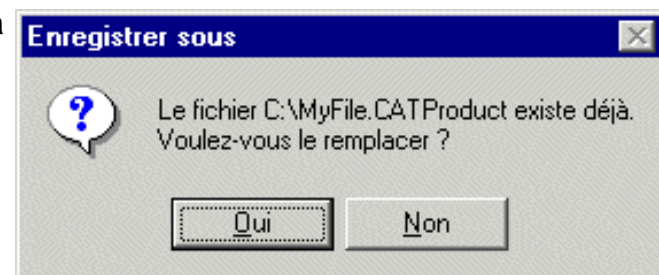 Enregistrer sous
Le fichier C:\MyFile.CATProduct existe déjà.
Voulez-vous le remplacer ?
Oui Non